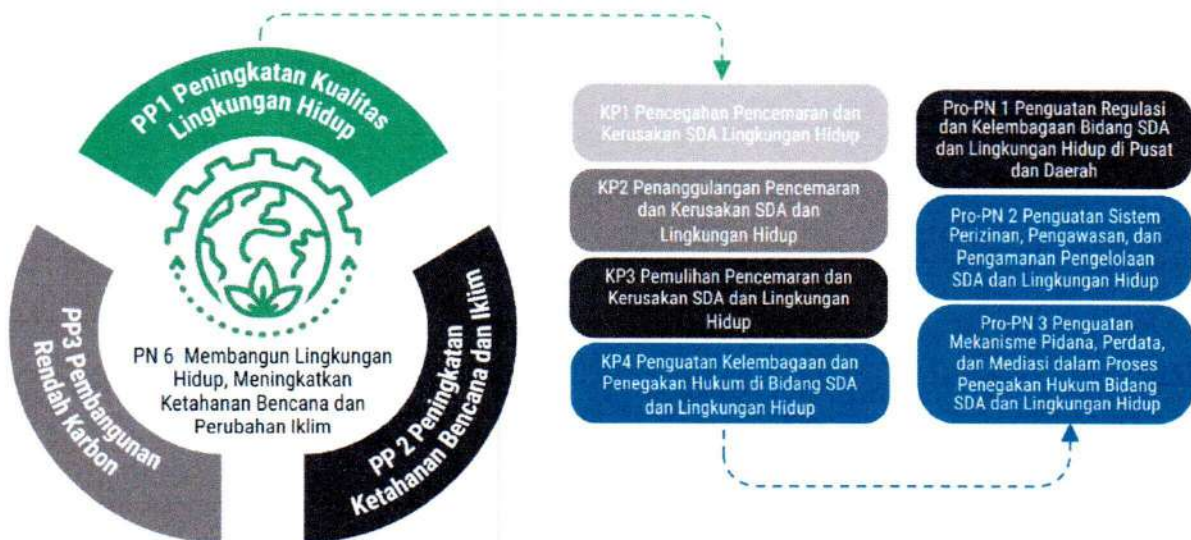 PP1 Peningkatan Kualitas
Lingkungan Hidup
PP3 Pembangunan
Rendah Karbon
PN 6 Membangun Lingkungan
Hidup, Meningkatkan
Ketahanan Bencana dan
Perubahan Iklim
PP 2 Peningkatan
Ketahanan Bencana dan Iklim
KP1 Pencegahan Pencemaran dan
Kerusakan SDA Lingkungan Hidup
KP2 Penanggulangan Pencemaran
dan Kerusakan SDA dan
Lingkungan Hidup
KP3 Pemulihan Pencemaran dan
Kerusakan SDA dan Lingkungan
Hidup
KP4 Penguatan Kelembagaan dan
Penegakan Hukum di Bidang SDA
dan Lingkungan Hidup
Pro-PN 1 Penguatan Regulasi
dan Kelembagaan Bidang SDA
dan Lingkungan Hidup di Pusat
dan Daerah
Pro-PN 2 Penguatan Sistem
Perizinan, Pengawasan, dan
Pengamanan Pengelolaan
SDA dan Lingkungan Hidup
Pro-PN 3 Penguatan
Mekanisme Pidana, Perdata,
dan Mediasi dalam Proses
Penegakan Hukum Bidang
SDA dan Lingkungan Hidup